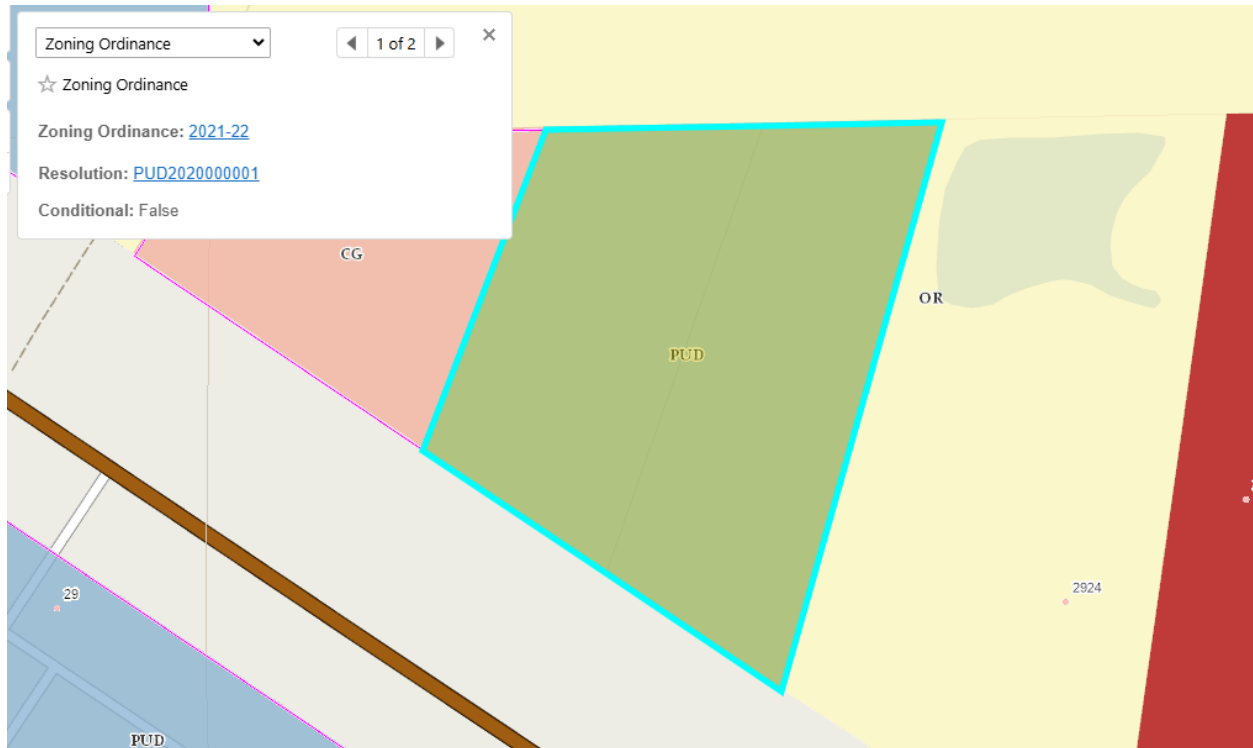 Zoning Ordinance
1 of 2
Zoning Ordinance
Zoning Ordinance: 2021-22
Resolution: PUD2020000001
Conditional: False
CG
OR
PUD
2924
29
PUD